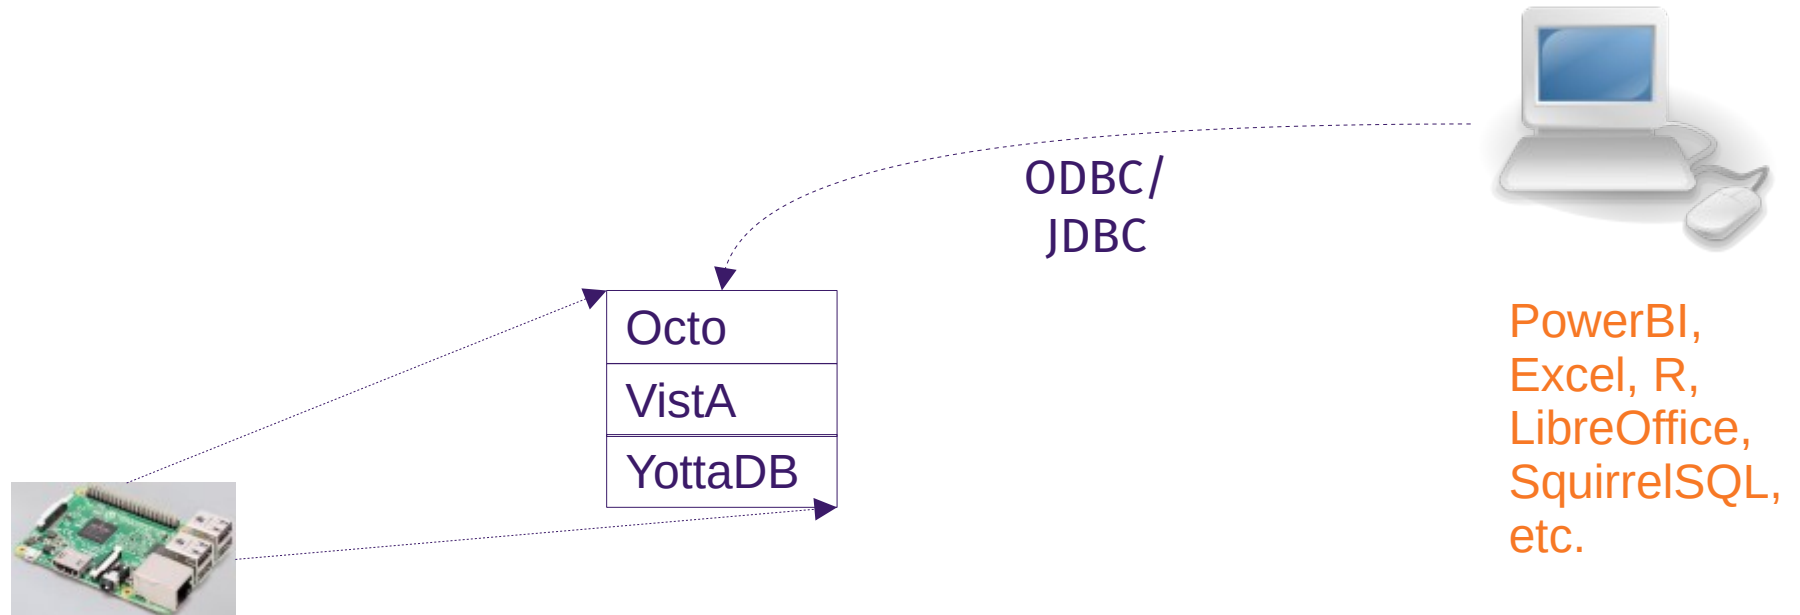 ODBC/
JDBC
Octo
VistA
YottaDB
PowerBI,
Excel, R,
LibreOffice,
SquirrelSQL,
etc.